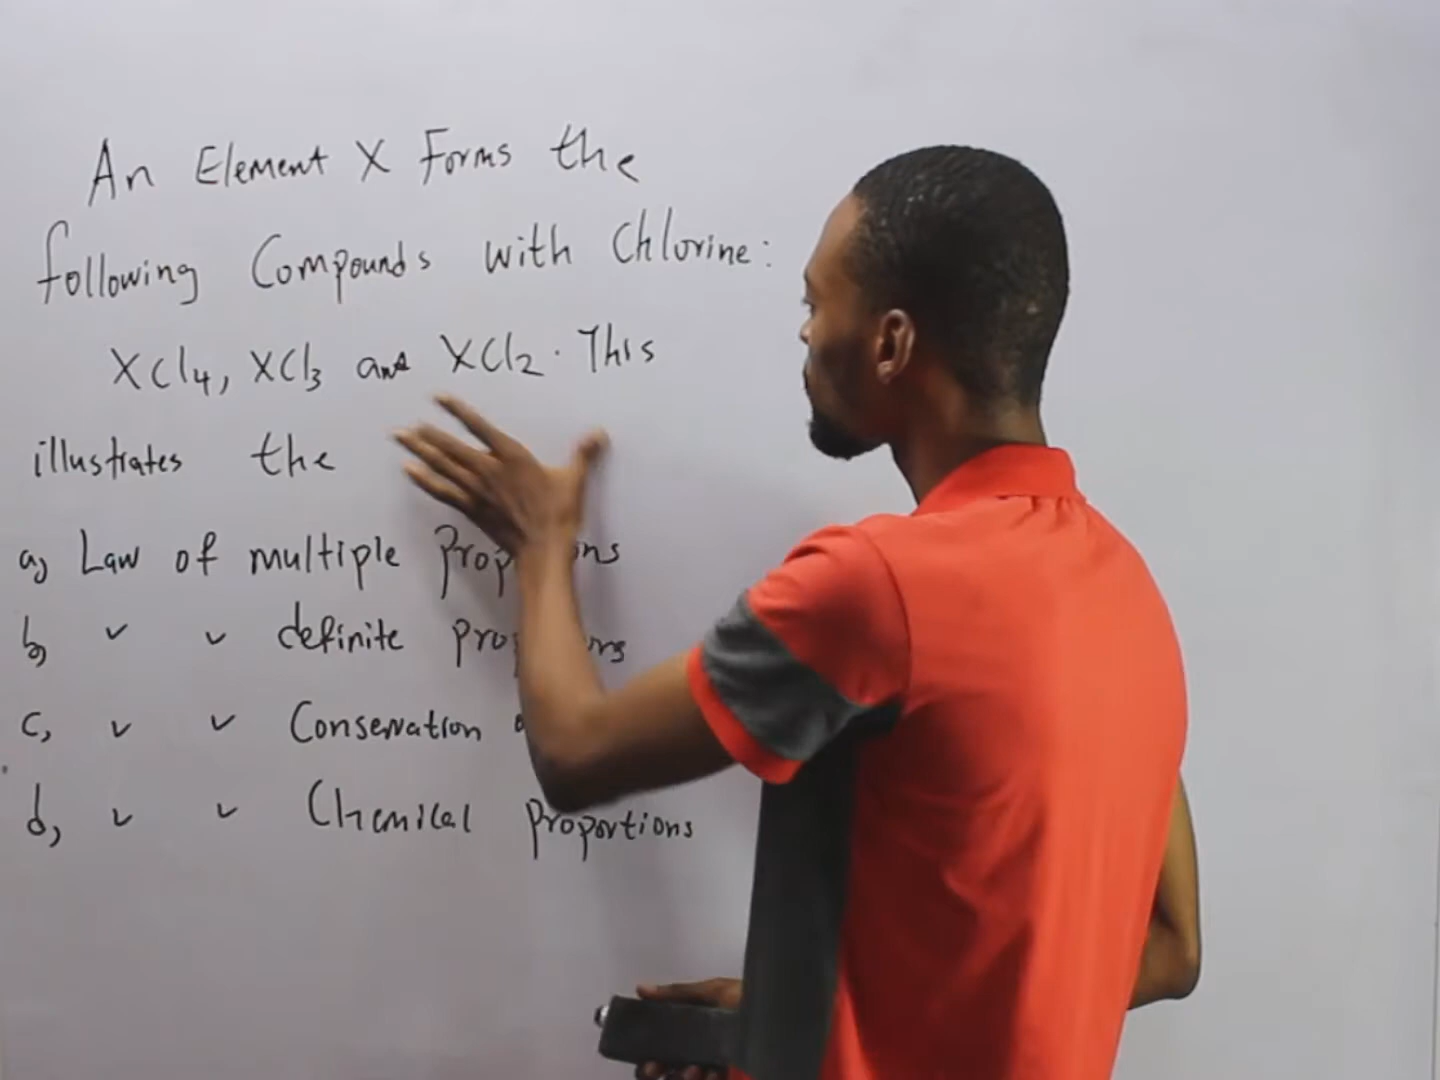 An Element X Forms the
following Compounds with Chlorine:
XCl4, XCl3 and XCl2. This
illustrates the
a, Law of multiple
b, " " definite
c, " " Conservation
d, " " Chemical proportions